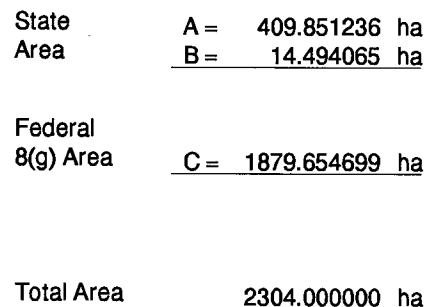 State A = 409.851236 ha
Area B = 14.494065 ha
Federal
8(g) Area C = 1879.654699 ha
Total Area 2304.000000 ha